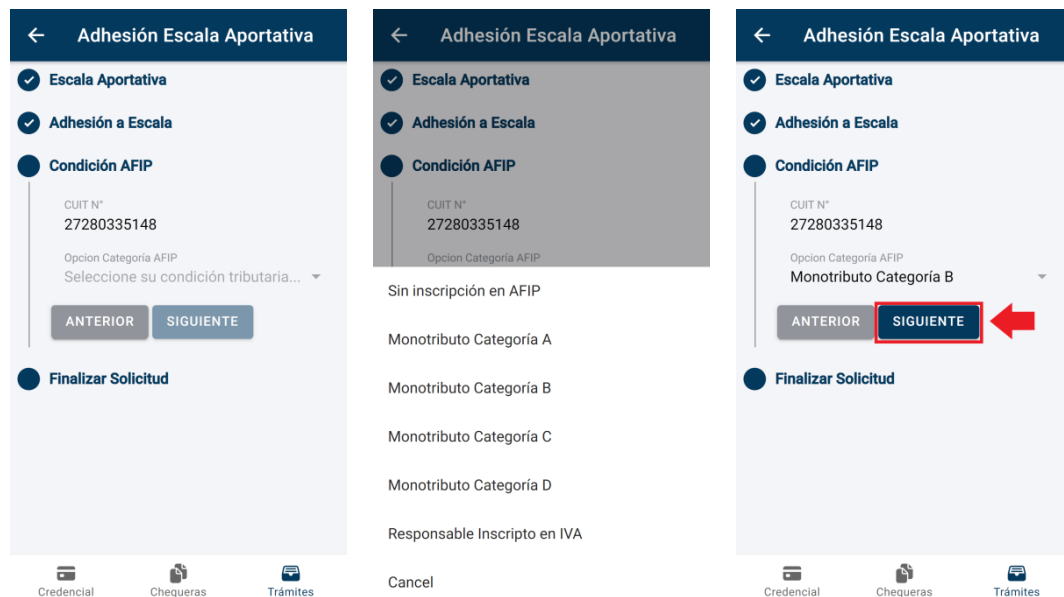 Adhesión Escala Aportativa
Escala Aportativa
Adhesión a Escala
Condición AFIP
CUIT N°
27280335148
Opcion Categoría AFIP
Seleccione su condición tributaria...
ANTERIOR SIGUIENTE
Finalizar Solicitud
Credencial Chequeras Trámites
Adhesión Escala Aportativa
Escala Aportativa
Adhesión a Escala
Condición AFIP
CUIT N°
27280335148
Opcion Categoría AFIP
Sin inscripción en AFIP
Monotributo Categoría A
Monotributo Categoría B
Monotributo Categoría C
Monotributo Categoría D
Responsable Inscripto en IVA
Cancel
Adhesión Escala Aportativa
Escala Aportativa
Adhesión a Escala
Condición AFIP
CUIT N°
27280335148
Opcion Categoría AFIP
Monotributo Categoría B
ANTERIOR SIGUIENTE
Finalizar Solicitud
Credencial Chequeras Trámites